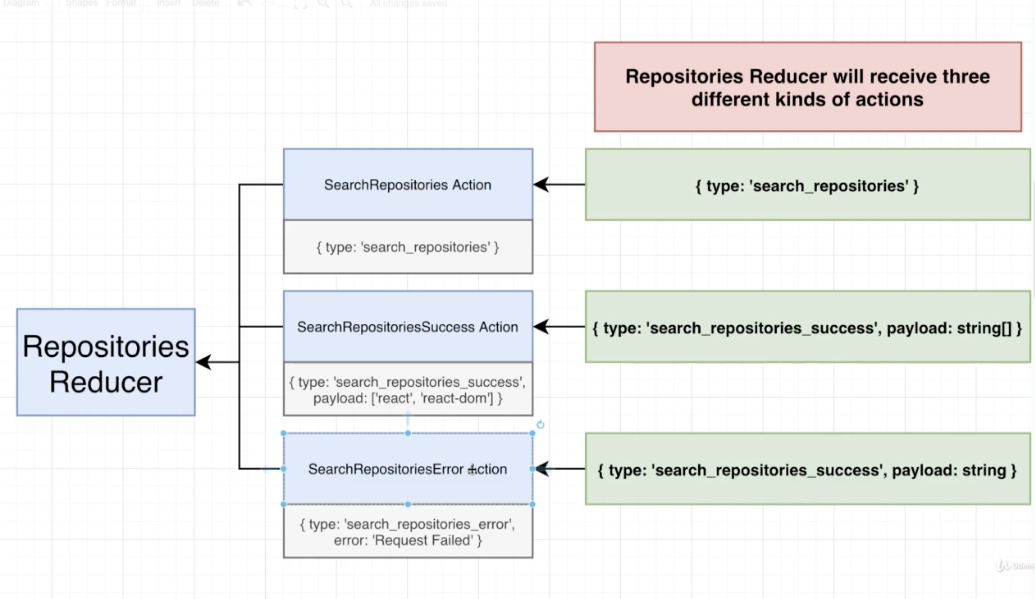 Diagram Shapes Format Insert Delete All changes saved
Repositories Reducer will receive three
different kinds of actions
SearchRepositories Action
{ type: 'search_repositories' }
{ type: 'search_repositories' }
Repositories
Reducer
SearchRepositoriesSuccess Action
{ type: 'search_repositories_success', payload: string[] }
{ type: 'search_repositories_success',
payload: ['react', 'react-dom'] }
SearchRepositoriesError Action
{ type: 'search_repositories_success', payload: string }
{ type: 'search_repositories_error',
error: 'Request Failed' }